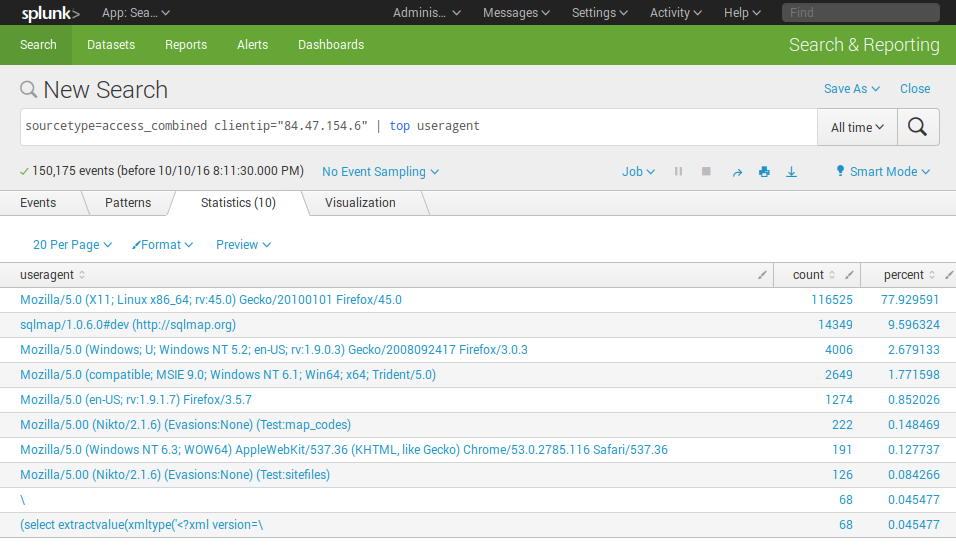 splunk> App: Sea... Adminis... Messages Settings Activity Help Find
Search Datasets Reports Alerts Dashboards Search & Reporting
New Search Save As Close
sourcetype=access_combined clientip="84.47.154.6" | top useragent All time
150,175 events (before 10/10/16 8:11:30.000 PM) No Event Sampling Job Smart Mode
Events Patterns Statistics (10) Visualization
20 Per Page Format Preview
useragent count percent
Mozilla/5.0 (X11; Linux x86_64; rv:45.0) Gecko/20100101 Firefox/45.0 116525 77.929591
sqlmap/1.0.6.0#dev (http://sqlmap.org) 14349 9.596324
Mozilla/5.0 (Windows; U; Windows NT 5.2; en-US; rv:1.9.0.3) Gecko/2008092417 Firefox/3.0.3 4006 2.679133
Mozilla/5.0 (compatible; MSIE 9.0; Windows NT 6.1; Win64; x64; Trident/5.0) 2649 1.771598
Mozilla/5.0 (en-US; rv:1.9.1.7) Firefox/3.5.7 1274 0.852026
Mozilla/5.00 (Nikto/2.1.6) (Evasions:None) (Test:map_codes) 222 0.148469
Mozilla/5.0 (Windows NT 6.3; WOW64) AppleWebKit/537.36 (KHTML, like Gecko) Chrome/53.0.2785.116 Safari/537.36 191 0.127737
Mozilla/5.00 (Nikto/2.1.6) (Evasions:None) (Test:sitefiles) 126 0.084266
\ 68 0.045477
(select extractvalue(xmltype('<?xml version=\ 68 0.045477